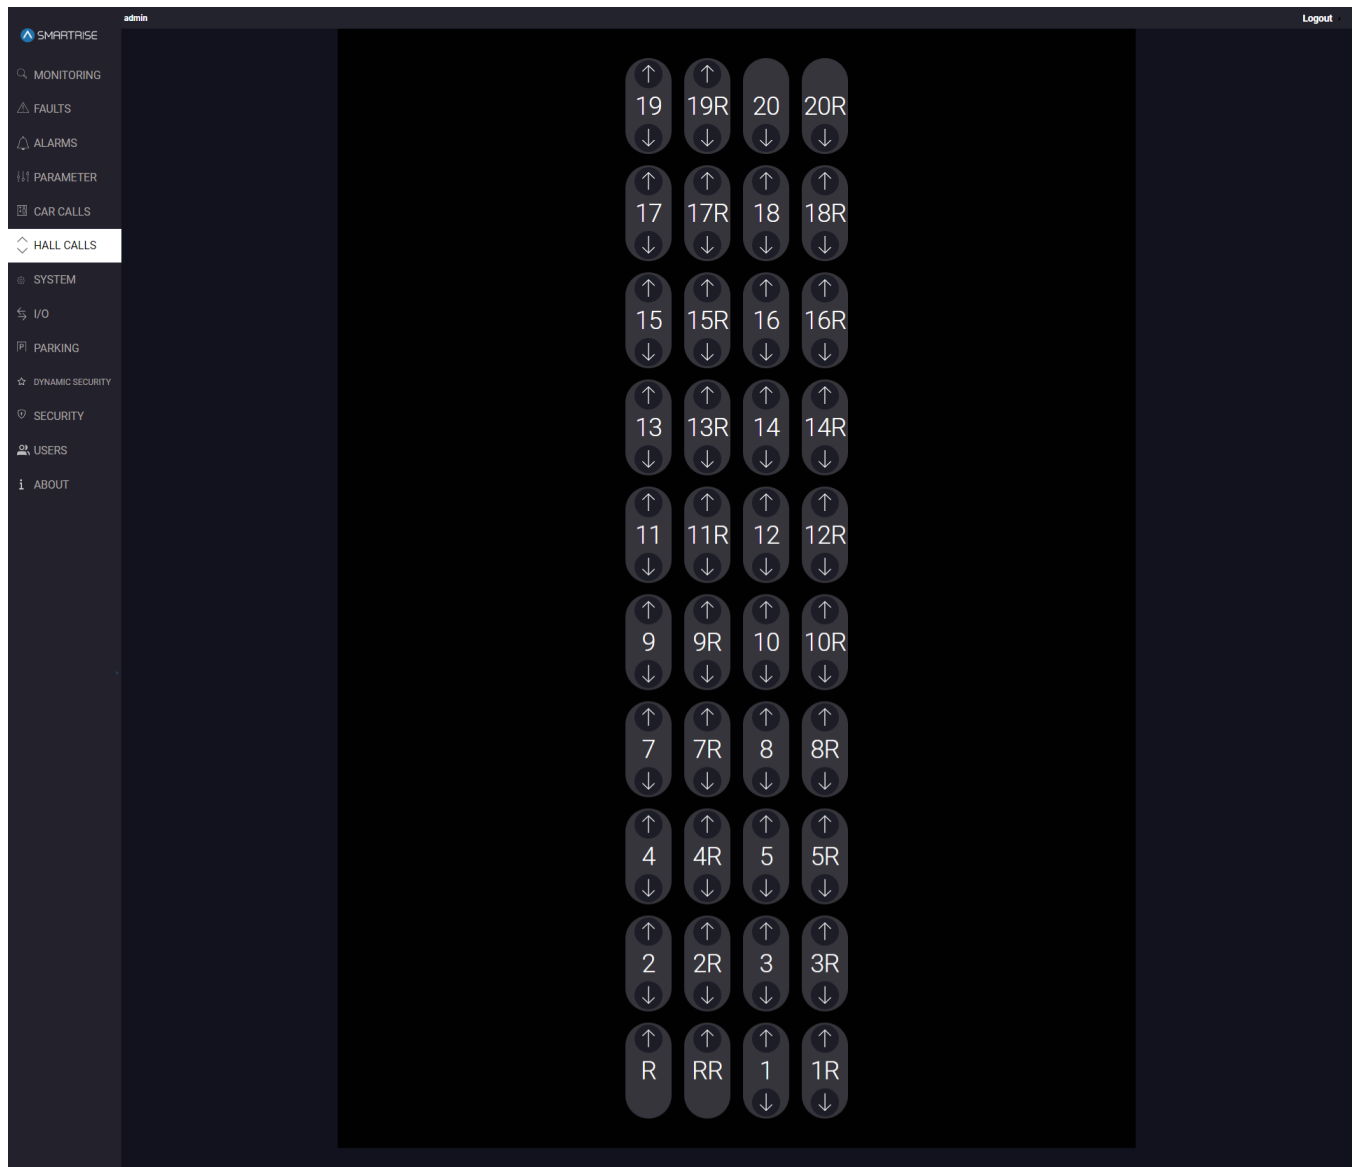 admin
Logout
SMARTRISE
MONITORING
FAULTS
ALARMS
PARAMETER
CAR CALLS
HALL CALLS
SYSTEM
I/O
PARKING
DYNAMIC SECURITY
SECURITY
USERS
ABOUT
19 19R 20 20R
17 17R 18 18R
15 15R 16 16R
13 13R 14 14R
11 11R 12 12R
9 9R 10 10R
7 7R 8 8R
4 4R 5 5R
2 2R 3 3R
R RR 1 1R